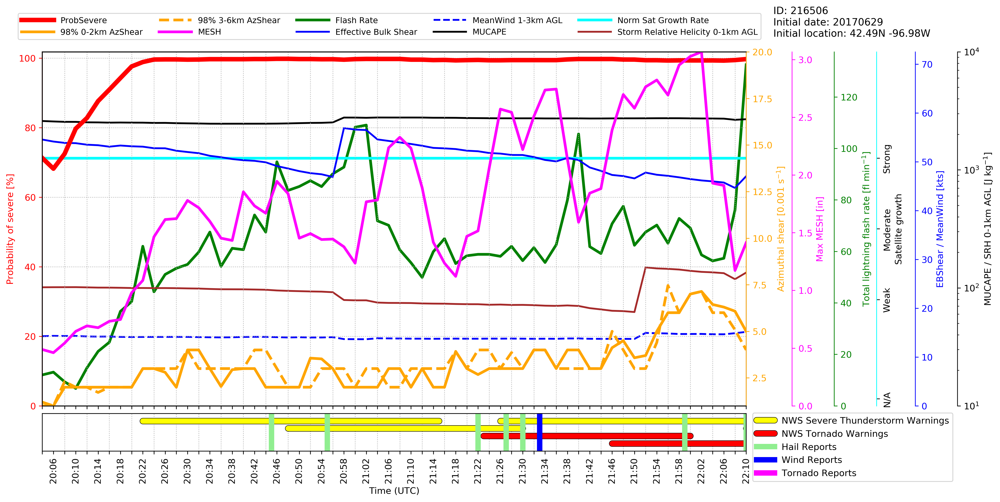 ID: 216506
Initial date: 20170629
Initial location: 42.49N -96.98W
ProbSevere 98% 3-6km AzShear Flash Rate MeanWind 1-3km AGL Norm Sat Growth Rate
98% 0-2km AzShear MESH Effective Bulk Shear MUCAPE Storm Relative Helicity 0-1km AGL
Probability of severe [%]
100
80
60
40
20
0
20.0
17.5
15.0
12.5
10.0
7.5
5.0
2.5
Azimuthal shear [0.001 s⁻¹]
3.0
2.5
2.0
1.5
1.0
0.5
0.0
Max MESH [in]
120
100
80
60
40
20
0
Total lightning flash rate [fl min⁻¹]
Strong
Moderate
Weak
N/A
Satellite growth
70
60
50
40
30
20
10
0
EBShear / MeanWind [kts]
10⁴
10³
10²
10¹
MUCAPE / SRH 0-1km AGL [J kg⁻¹]
NWS Severe Thunderstorm Warnings
NWS Tornado Warnings
Hail Reports
Wind Reports
Tornado Reports
20:06 20:10 20:14 20:18 20:22 20:26 20:30 20:34 20:38 20:42 20:46 20:50 20:54 20:58 21:02 21:06 21:10 21:14 21:18 21:22 21:26 21:30 21:34 21:38 21:42 21:46 21:50 21:54 21:58 22:02 22:06 22:10
Time (UTC)